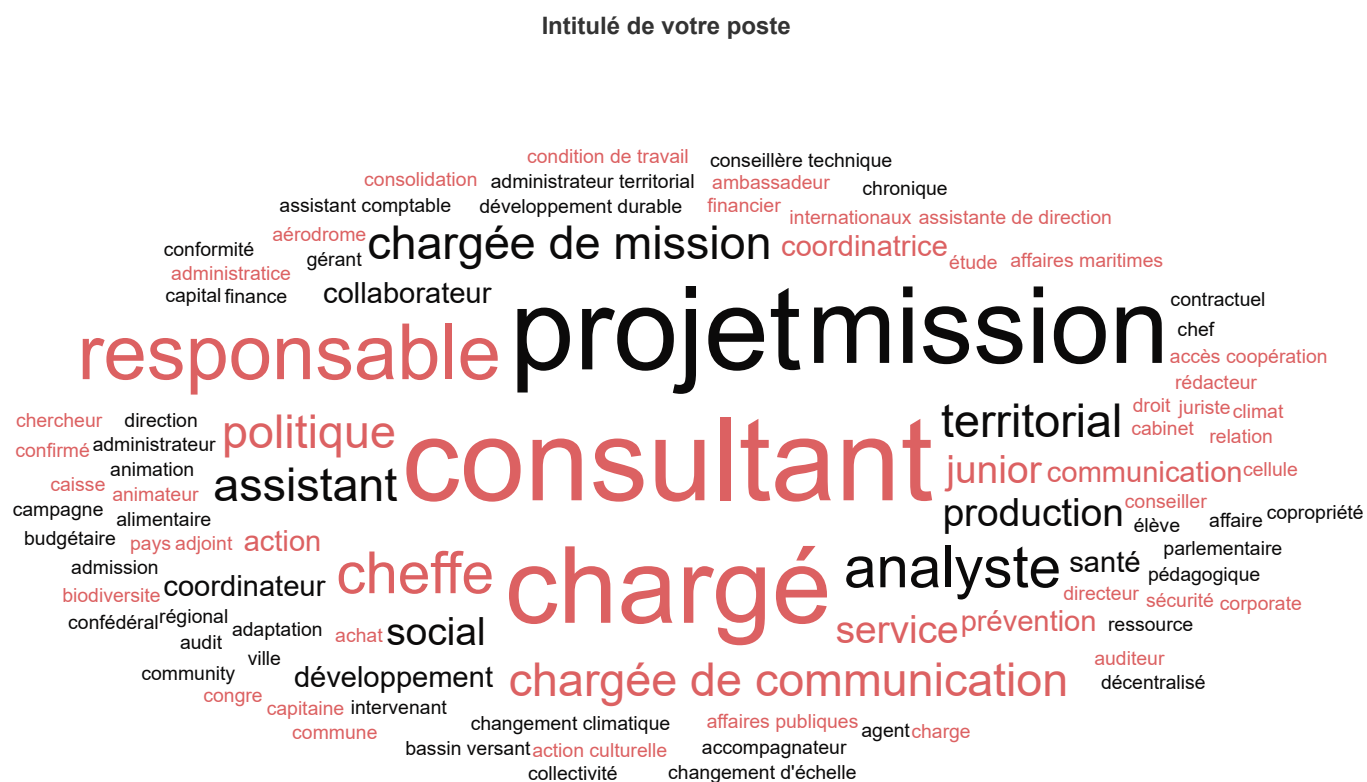 Intitulé de votre poste
condition de travail
conseillère technique
consolidation
administrateur territorial
ambassadeur
chronique
assistant comptable
développement durable
financier
internationaux
assistante de direction
aérodrome
chargée de mission
coordinatrice
conformité
gérant
étude
affaires maritimes
administratice
capital
finance
collaborateur
projet
mission
contractuel
responsable
chef
accès coopération
rédacteur
chercheur
direction
politique
consultant
territorial
droit
juriste
climat
cabinet
relation
confirmé
administrateur
animation
assistant
junior
communication
cellule
caisse
animateur
campagne
alimentaire
production
conseiller
élève
affaire
copropriété
budgétaire
pays
adjoint
action
cheffe
chargé
analyste
santé
parlementaire
admission
pédagogique
biodiversite
coordinateur
directeur
sécurité
corporate
confédéral
régional
adaptation
achat
social
service
prévention
ressource
audit
ville
community
développement
chargée de communication
auditeur
décentralisé
congre
capitaine
intervenant
commune
changement climatique
affaires publiques
agent
charge
bassin versant
action culturelle
accompagnateur
collectivité
changement d'échelle